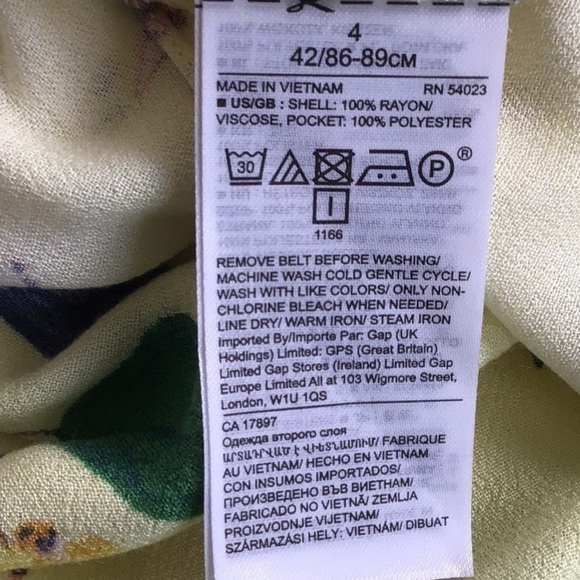 4
42/86-89CM
MADE IN VIETNAM RN 54023
■ US/GB : SHELL: 100% RAYON/
VISCOSE, POCKET: 100% POLYESTER
30 P ®
1166
REMOVE BELT BEFORE WASHING/
MACHINE WASH COLD GENTLE CYCLE/
WASH WITH LIKE COLORS/ ONLY NON-
CHLORINE BLEACH WHEN NEEDED/
LINE DRY/ WARM IRON/ STEAM IRON
Imported By/Importe Par: Gap (UK
Holdings) Limited: GPS (Great Britain)
Limited Gap Stores (Ireland) Limited Gap
Europe Limited All at 103 Wigmore Street,
London, W1U 1QS
CA 17897
Одежда второго слоя
ԱՐՏԱԴՐՎԱԾ Է ՎԻԵՏՆԱՄՈՒՄ/ FABRIQUE
AU VIETNAM/ HECHO EN VIETNAM
CON INSUMOS IMPORTADOS/
ПРОИЗВЕДЕНО ВЪВ ВИЕТНАМ/
FABRICADO NO VIETNÃ/ ZEMLJA
PROIZVODNJE VIJETNAM/
SZÁRMAZÁSI HELY: VIETNÁM/ DIBUAT